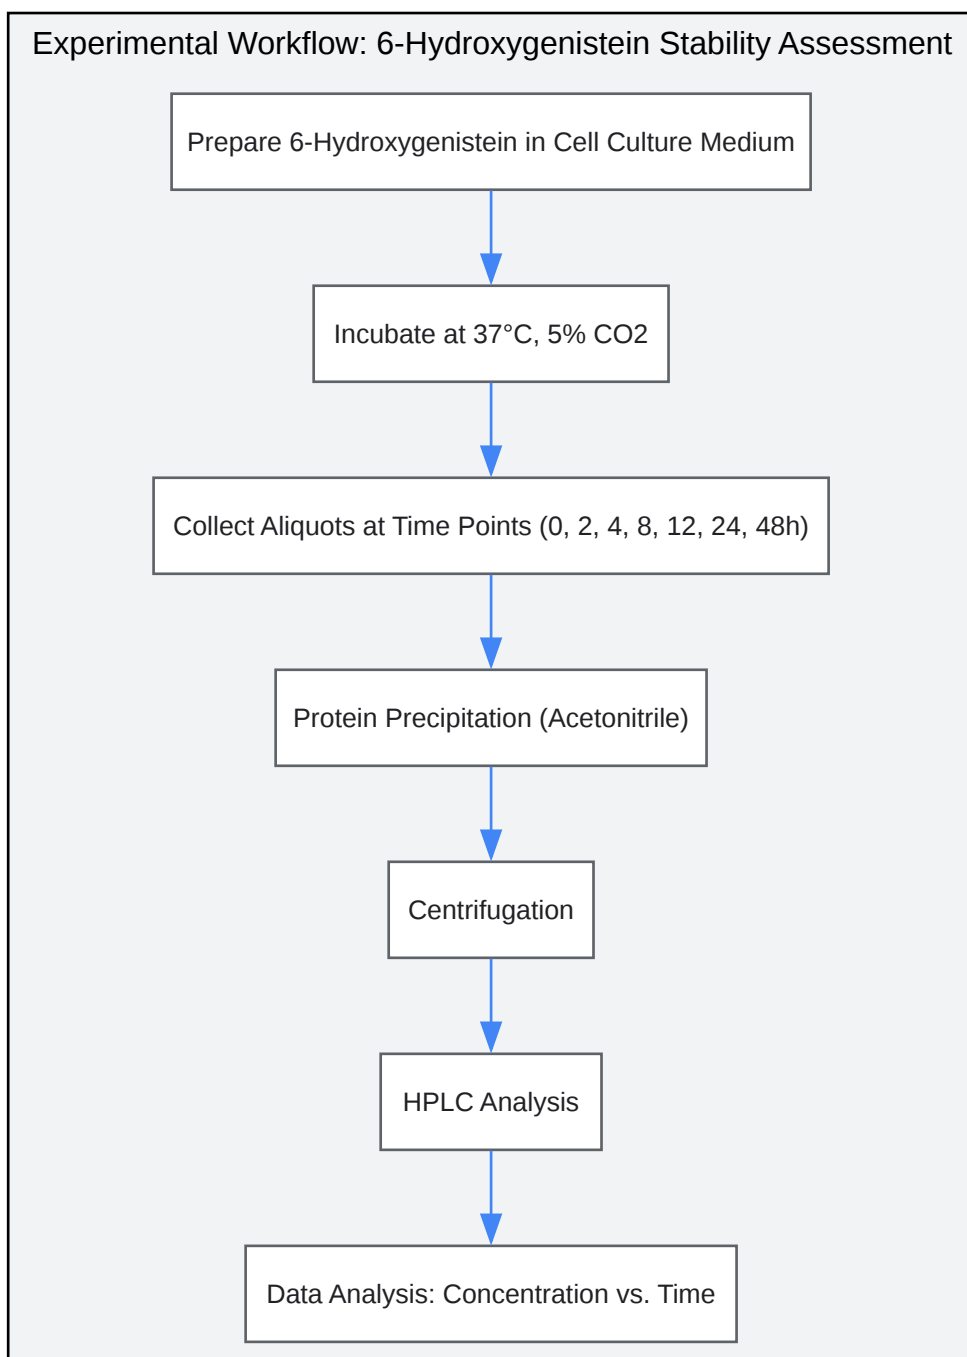 Experimental Workflow: 6-Hydroxygenistein Stability Assessment
Prepare 6-Hydroxygenistein in Cell Culture Medium
Incubate at 37°C, 5% CO2
Collect Aliquots at Time Points (0, 2, 4, 8, 12, 24, 48h)
Protein Precipitation (Acetonitrile)
Centrifugation
HPLC Analysis
Data Analysis: Concentration vs. Time